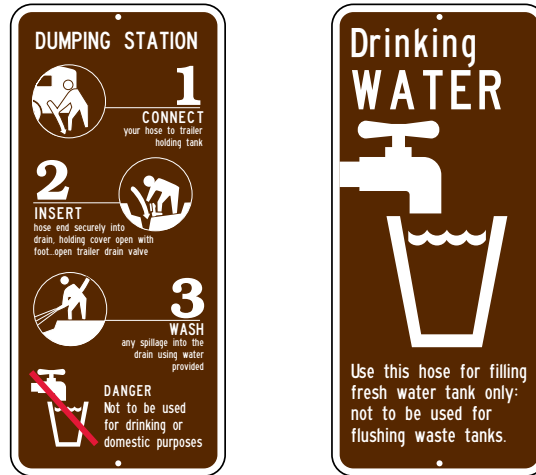 DUMPING STATION
1
CONNECT
your hose to trailer
holding tank
2
INSERT
hose end securely into
drain, holding cover open with
foot...open trailer drain valve
3
WASH
any spillage into the
drain using water
provided
DANGER
Not to be used
for drinking or
domestic purposes
Drinking
WATER
Use this hose for filling
fresh water tank only:
not to be used for
flushing waste tanks.